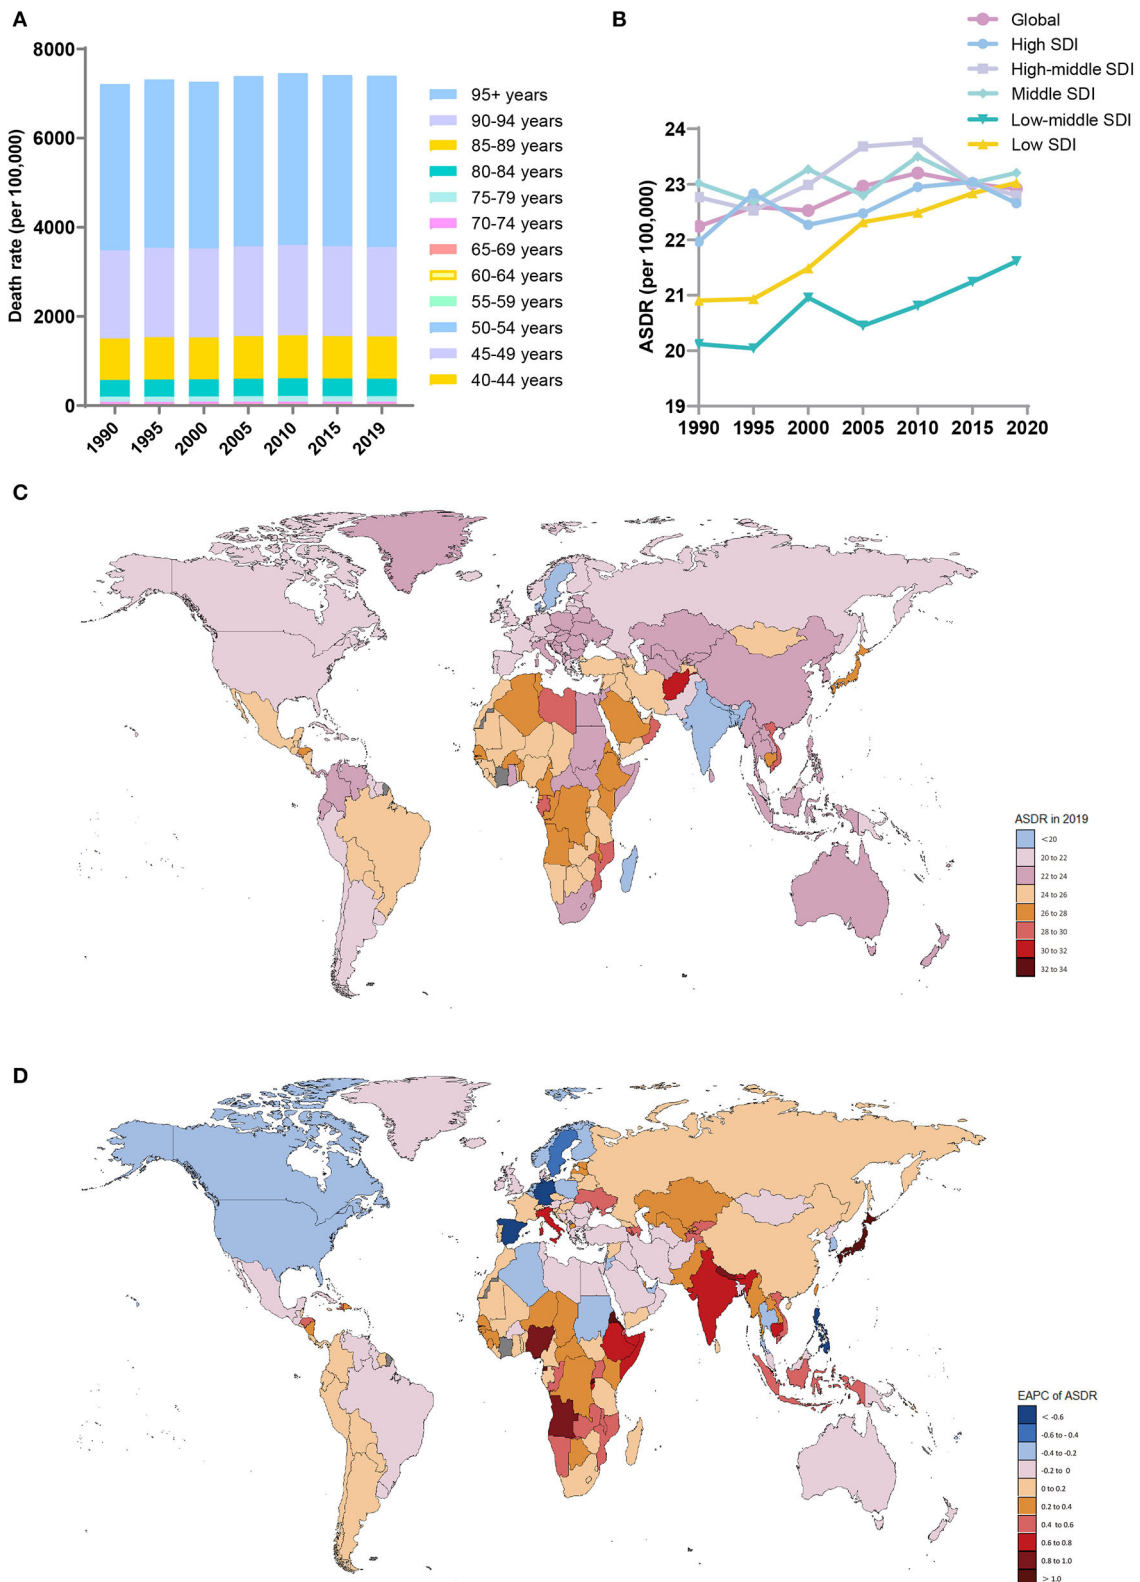 A
8000
6000
4000
2000
0
Death rate (per 100,000)
1990
1995
2000
2005
2010
2015
2019
95+ years
90-94 years
85-89 years
80-84 years
75-79 years
70-74 years
65-69 years
60-64 years
55-59 years
50-54 years
45-49 years
40-44 years
B
Global
High SDI
High-middle SDI
Middle SDI
Low-middle SDI
Low SDI
24
23
22
21
20
19
ASDR (per 100,000)
1990 1995 2000 2005 2010 2015 2020
C
ASDR in 2019
<20
20 to 22
22 to 24
24 to 26
26 to 28
28 to 30
30 to 32
32 to 34
D
EAPC of ASDR
< -0.6
-0.6 to - 0.4
-0.4 to -0.2
-0.2 to 0
0 to 0.2
0.2 to 0.4
0.4 to 0.6
0.6 to 0.8
0.8 to 1.0
> 1.0